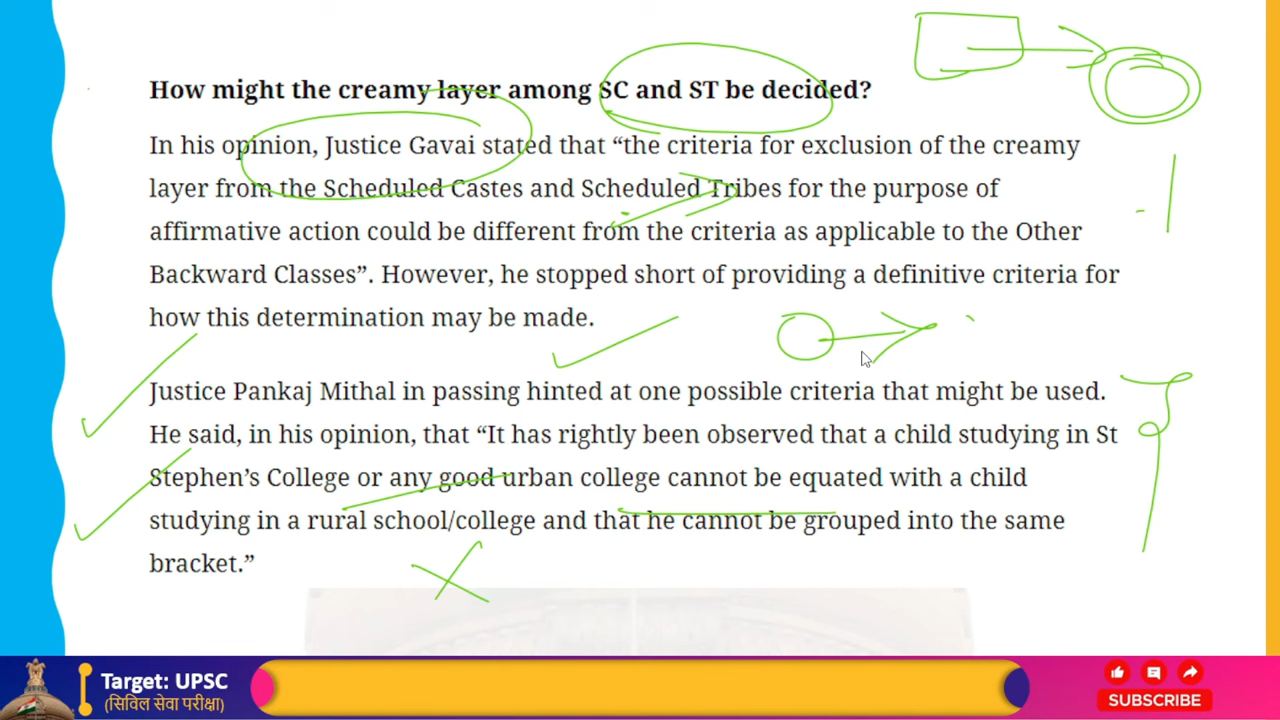 How might the creamy layer among SC and ST be decided?
In his opinion, Justice Gavai stated that “the criteria for exclusion of the creamy
layer from the Scheduled Castes and Scheduled Tribes for the purpose of
affirmative action could be different from the criteria as applicable to the Other
Backward Classes”. However, he stopped short of providing a definitive criteria for
how this determination may be made.
Justice Pankaj Mithal in passing hinted at one possible criteria that might be used.
He said, in his opinion, that “It has rightly been observed that a child studying in St
Stephen’s College or any good urban college cannot be equated with a child
studying in a rural school/college and that he cannot be grouped into the same
bracket.”
Target: UPSC
(सिविल सेवा परीक्षा)
SUBSCRIBE